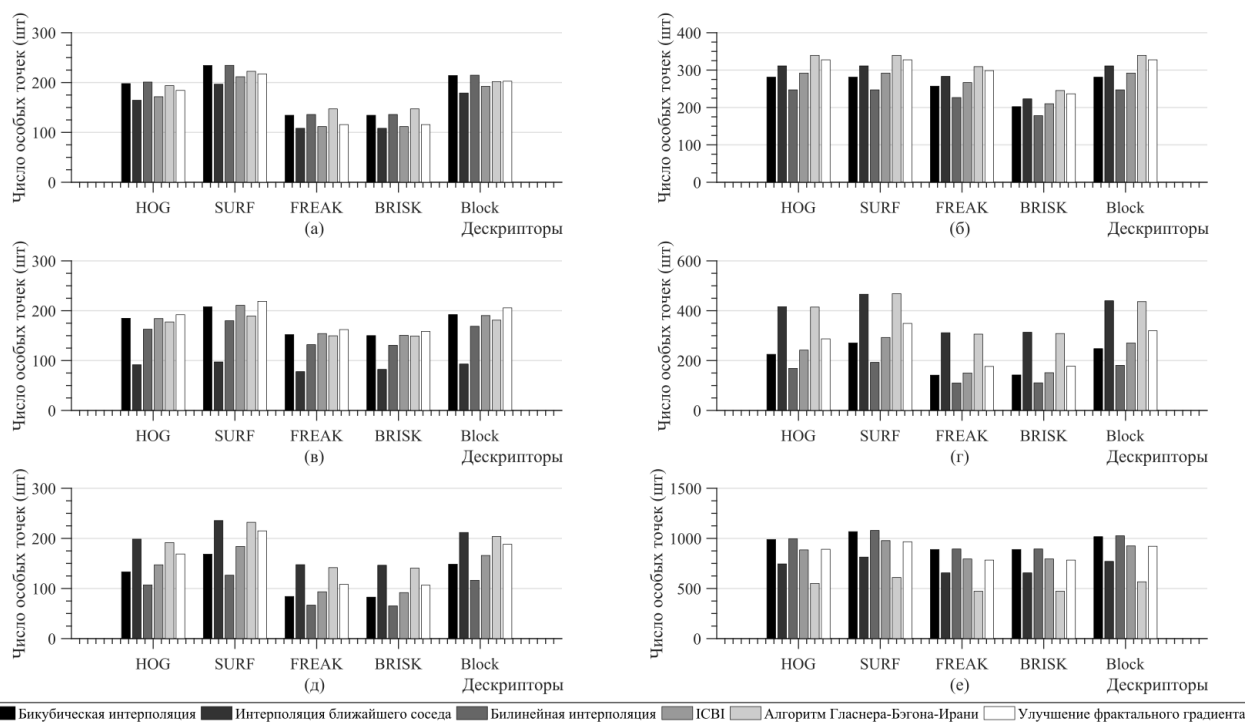 Число особых точек (шт)
300
200
100
0
HOG SURF FREAK BRISK Block
(а) Дескрипторы
Число особых точек (шт)
400
300
200
100
0
HOG SURF FREAK BRISK Block
(б) Дескрипторы
Число особых точек (шт)
300
200
100
0
HOG SURF FREAK BRISK Block
(в) Дескрипторы
Число особых точек (шт)
600
400
200
0
HOG SURF FREAK BRISK Block
(г) Дескрипторы
Число особых точек (шт)
300
200
100
0
HOG SURF FREAK BRISK Block
(д) Дескрипторы
Число особых точек (шт)
1500
1000
500
0
HOG SURF FREAK BRISK Block
(е) Дескрипторы
Бикубическая интерполяция Интерполяция ближайшего соседа Билинейная интерполяция ICBI Алгоритм Гласнера-Бэгона-Ирани Улучшение фрактального градиента